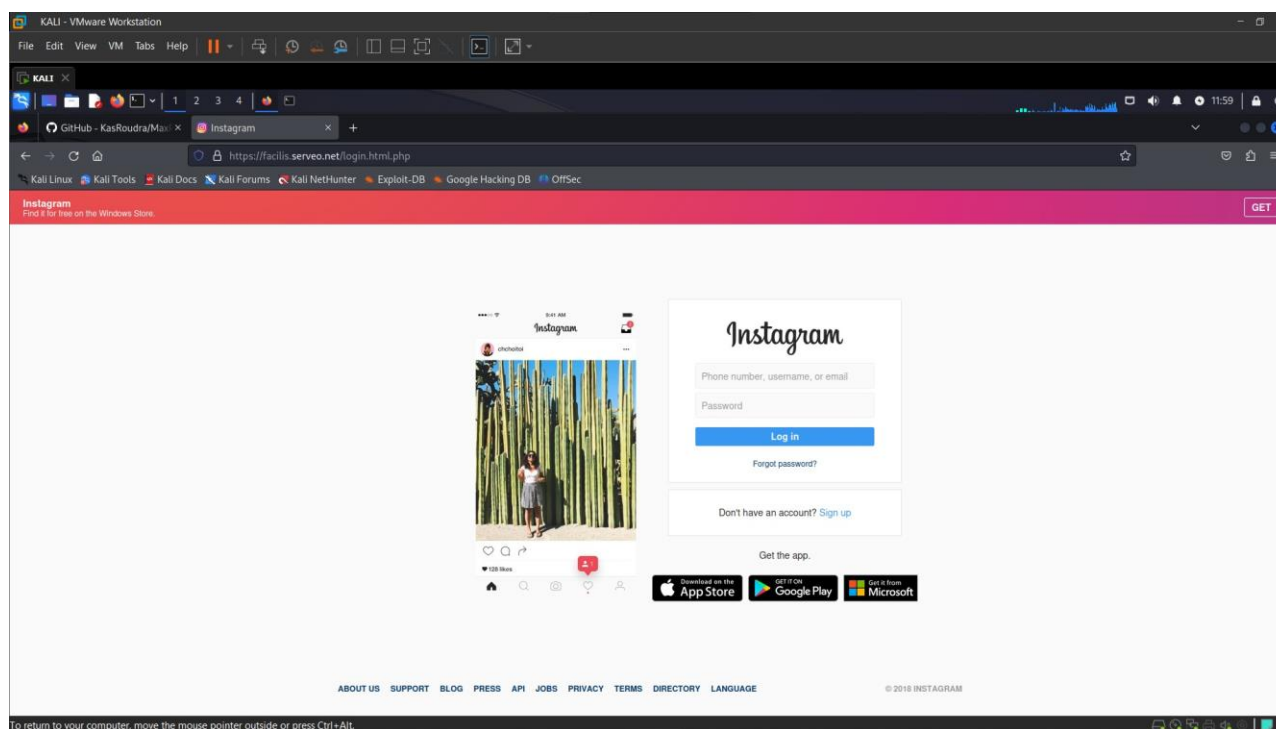 KALI - VMware Workstation
File Edit View VM Tabs Help
KALI
1 2 3 4
11:59
GitHub - KasRoudra/Max
Instagram
https://facilis.serveo.net/login.html.php
Kali Linux Kali Tools Kali Docs Kali Forums Kali NetHunter Exploit-DB Google Hacking DB OffSec
Instagram
Find it for free on the Windows Store.
GET
9:41 AM
Instagram
chchoitoi
128 likes
1
Instagram
Phone number, username, or email
Password
Log in
Forgot password?
Don't have an account? Sign up
Get the app.
Download on the
App Store
GET IT ON
Google Play
Get it from
Microsoft
ABOUT US SUPPORT BLOG PRESS API JOBS PRIVACY TERMS DIRECTORY LANGUAGE
© 2018 INSTAGRAM
To return to your computer, move the mouse pointer outside or press Ctrl+Alt.